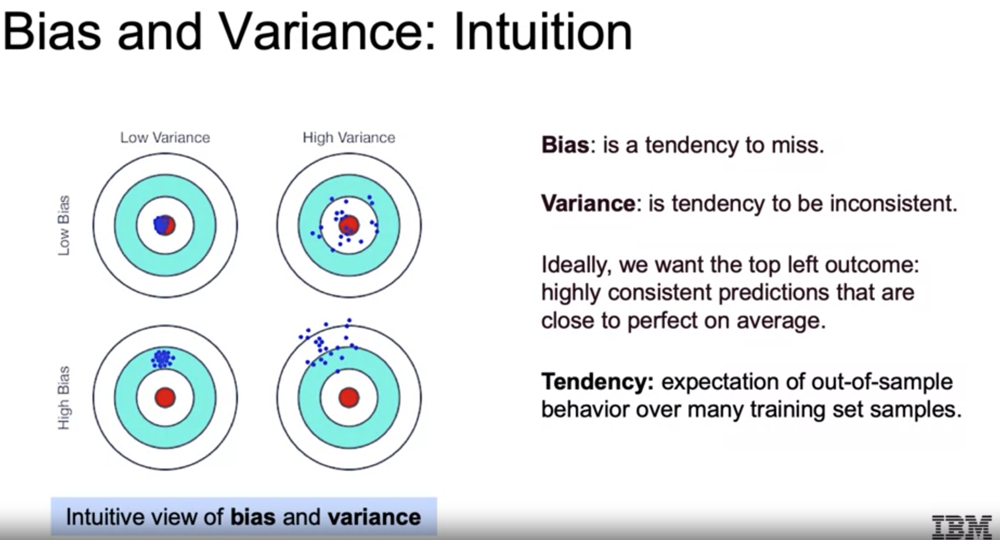 Bias and Variance: Intuition
Low Variance
High Variance
Low Bias
High Bias
Bias: is a tendency to miss.
Variance: is tendency to be inconsistent.
Ideally, we want the top left outcome:
highly consistent predictions that are
close to perfect on average.
Tendency: expectation of out-of-sample
behavior over many training set samples.
Intuitive view of bias and variance
IBM